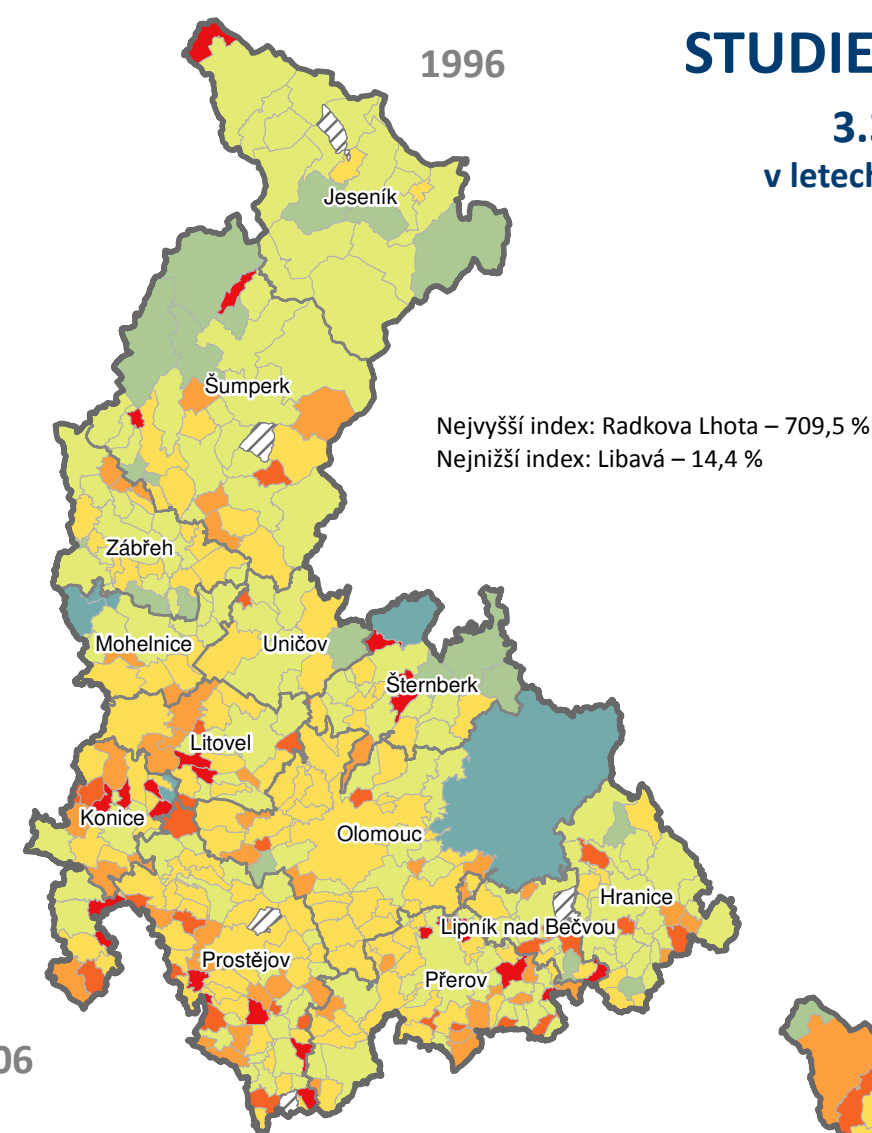 1996
STUDIE
3.
v letech
Jeseník
Šumperk
Nejvyšší index: Radkova Lhota – 709,5 %
Nejnižší index: Libavá – 14,4 %
Zábřeh
Mohelnice
Uničov
Šternberk
Litovel
Konice
Olomouc
Hranice
Lipník nad Bečvou
Prostějov
Přerov
06